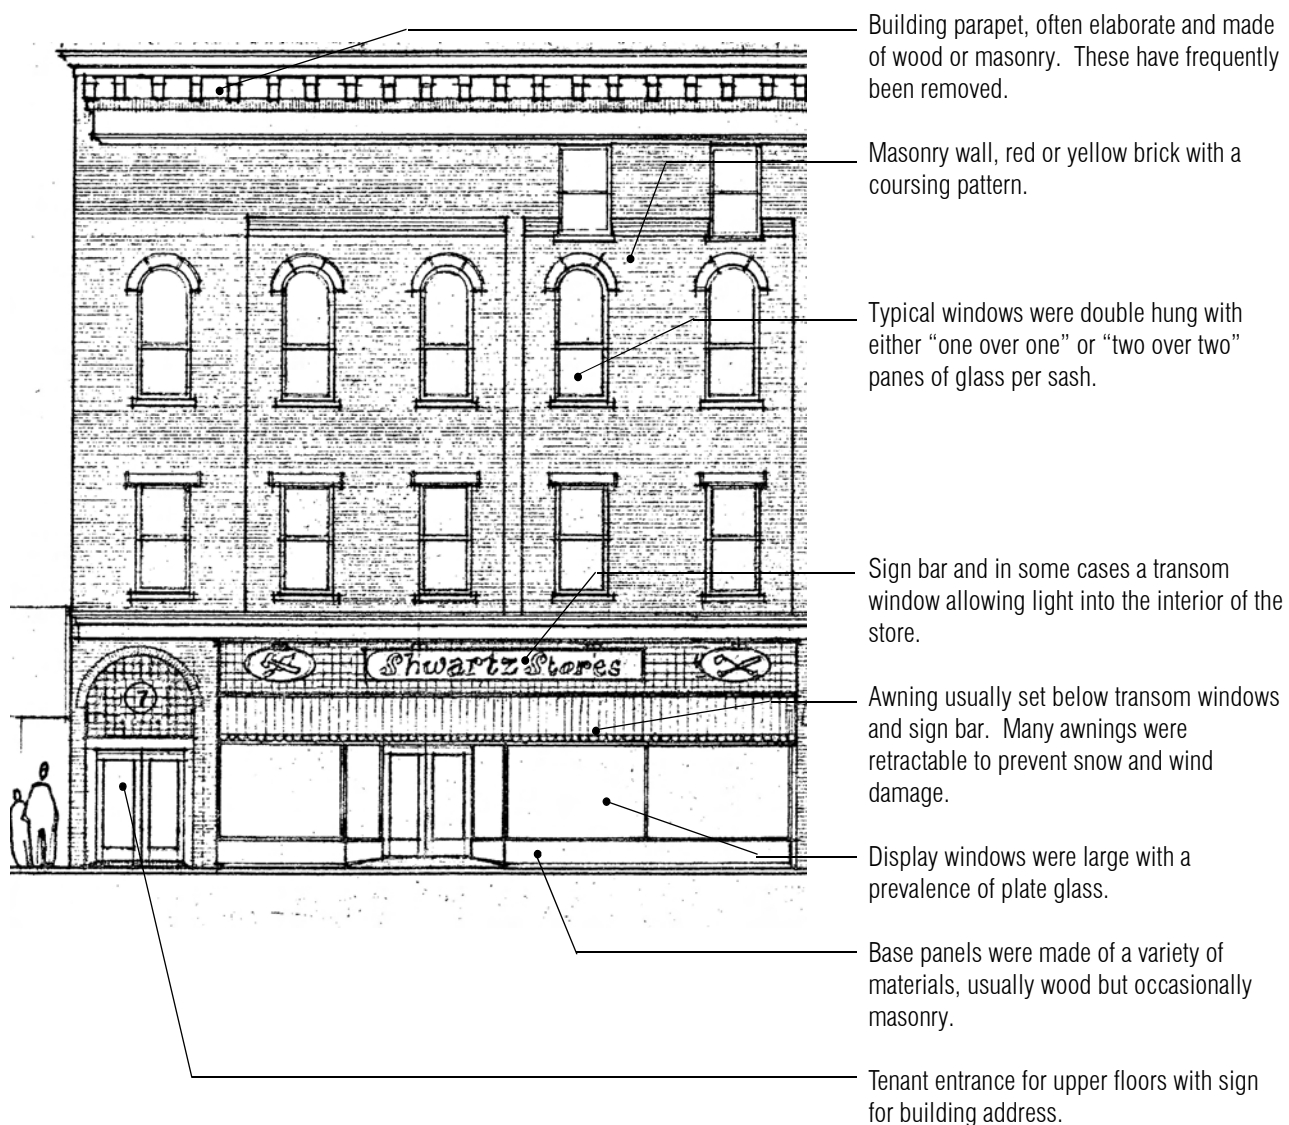 Building parapet, often elaborate and made
of wood or masonry.  These have frequently
been removed.
Masonry wall, red or yellow brick with a
coursing pattern.
Typical windows were double hung with
either “one over one” or “two over two”
panes of glass per sash.
Sign bar and in some cases a transom
window allowing light into the interior of the
store.
Shwartz Stores
7
Awning usually set below transom windows
and sign bar.  Many awnings were
retractable to prevent snow and wind
damage.
Display windows were large with a
prevalence of plate glass.
Base panels were made of a variety of
materials, usually wood but occasionally
masonry.
Tenant entrance for upper floors with sign
for building address.